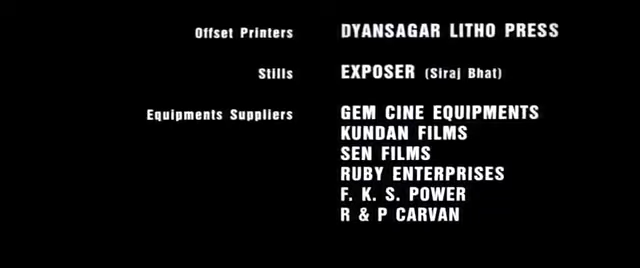 Offset Printers DYANSAGAR LITHO PRESS
Stills EXPOSER (Siraj Bhat)
Equipments Suppliers GEM CINE EQUIPMENTS
KUNDAN FILMS
SEN FILMS
RUBY ENTERPRISES
F. K. S. POWER
R & P CARVAN